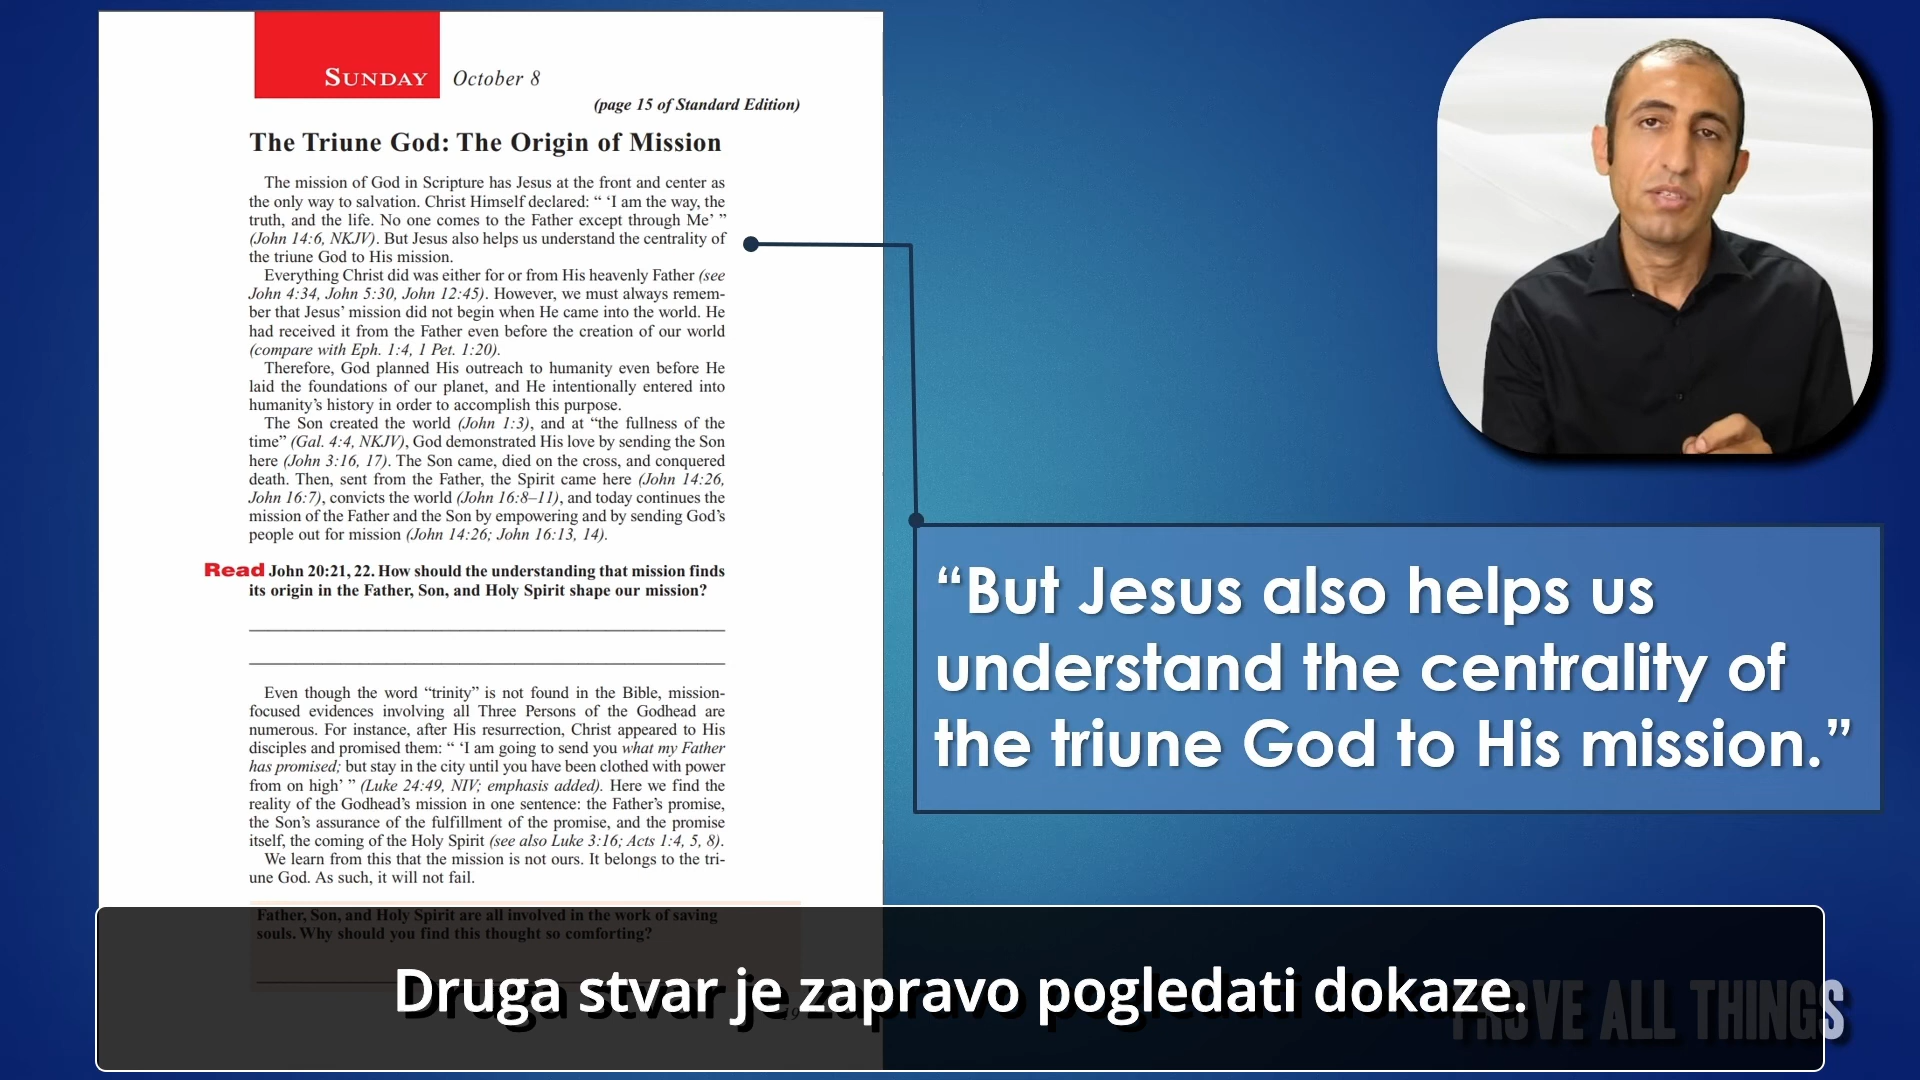 SUNDAY October 8
(page 15 of Standard Edition)
The Triune God: The Origin of Mission
The mission of God in Scripture has Jesus at the front and center as
the only way to salvation. Christ Himself declared: “ ‘I am the way, the
truth, and the life. No one comes to the Father except through Me’ ”
(John 14:6, NKJV). But Jesus also helps us understand the centrality of
the triune God to His mission.
Everything Christ did was either for or from His heavenly Father (see
John 4:34, John 5:30, John 12:45). However, we must always remem-
ber that Jesus’ mission did not begin when He came into the world. He
had received it from the Father even before the creation of our world
(compare with Eph. 1:4, 1 Pet. 1:20).
Therefore, God planned His outreach to humanity even before He
laid the foundations of our planet, and He intentionally entered into
humanity’s history in order to accomplish this purpose.
The Son created the world (John 1:3), and at “the fullness of the
time” (Gal. 4:4, NKJV), God demonstrated His love by sending the Son
here (John 3:16, 17). The Son came, died on the cross, and conquered
death. Then, sent from the Father, the Spirit came here (John 14:26,
John 16:7), convicts the world (John 16:8–11), and today continues the
mission of the Father and the Son by empowering and by sending God’s
people out for mission (John 14:26; John 16:13, 14).
Read John 20:21, 22. How should the understanding that mission finds
its origin in the Father, Son, and Holy Spirit shape our mission?
Even though the word “trinity” is not found in the Bible, mission-
focused evidences involving all Three Persons of the Godhead are
numerous. For instance, after His resurrection, Christ appeared to His
disciples and promised them: “ ‘I am going to send you what my Father
has promised; but stay in the city until you have been clothed with power
from on high’ ” (Luke 24:49, NIV; emphasis added). Here we find the
reality of the Godhead’s mission in one sentence: the Father’s promise,
the Son’s assurance of the fulfillment of the promise, and the promise
itself, the coming of the Holy Spirit (see also Luke 3:16; Acts 1:4, 5, 8).
We learn from this that the mission is not ours. It belongs to the tri-
une God. As such, it will not fail.
Father, Son, and Holy Spirit are all involved in the work of saving
souls. Why should you find this thought so comforting?
“But Jesus also helps us
understand the centrality of
the triune God to His mission.”
Druga stvar je zapravo pogledati dokaze.
PROVE ALL THINGS